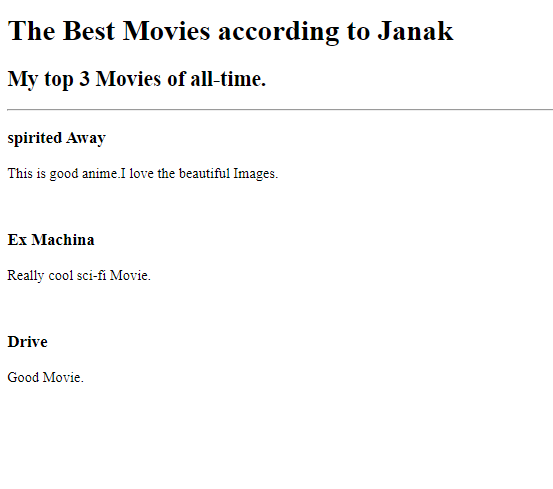 The Best Movies according to Janak
My top 3 Movies of all-time.
spirited Away
This is good anime.I love the beautiful Images.
Ex Machina
Really cool sci-fi Movie.
Drive
Good Movie.